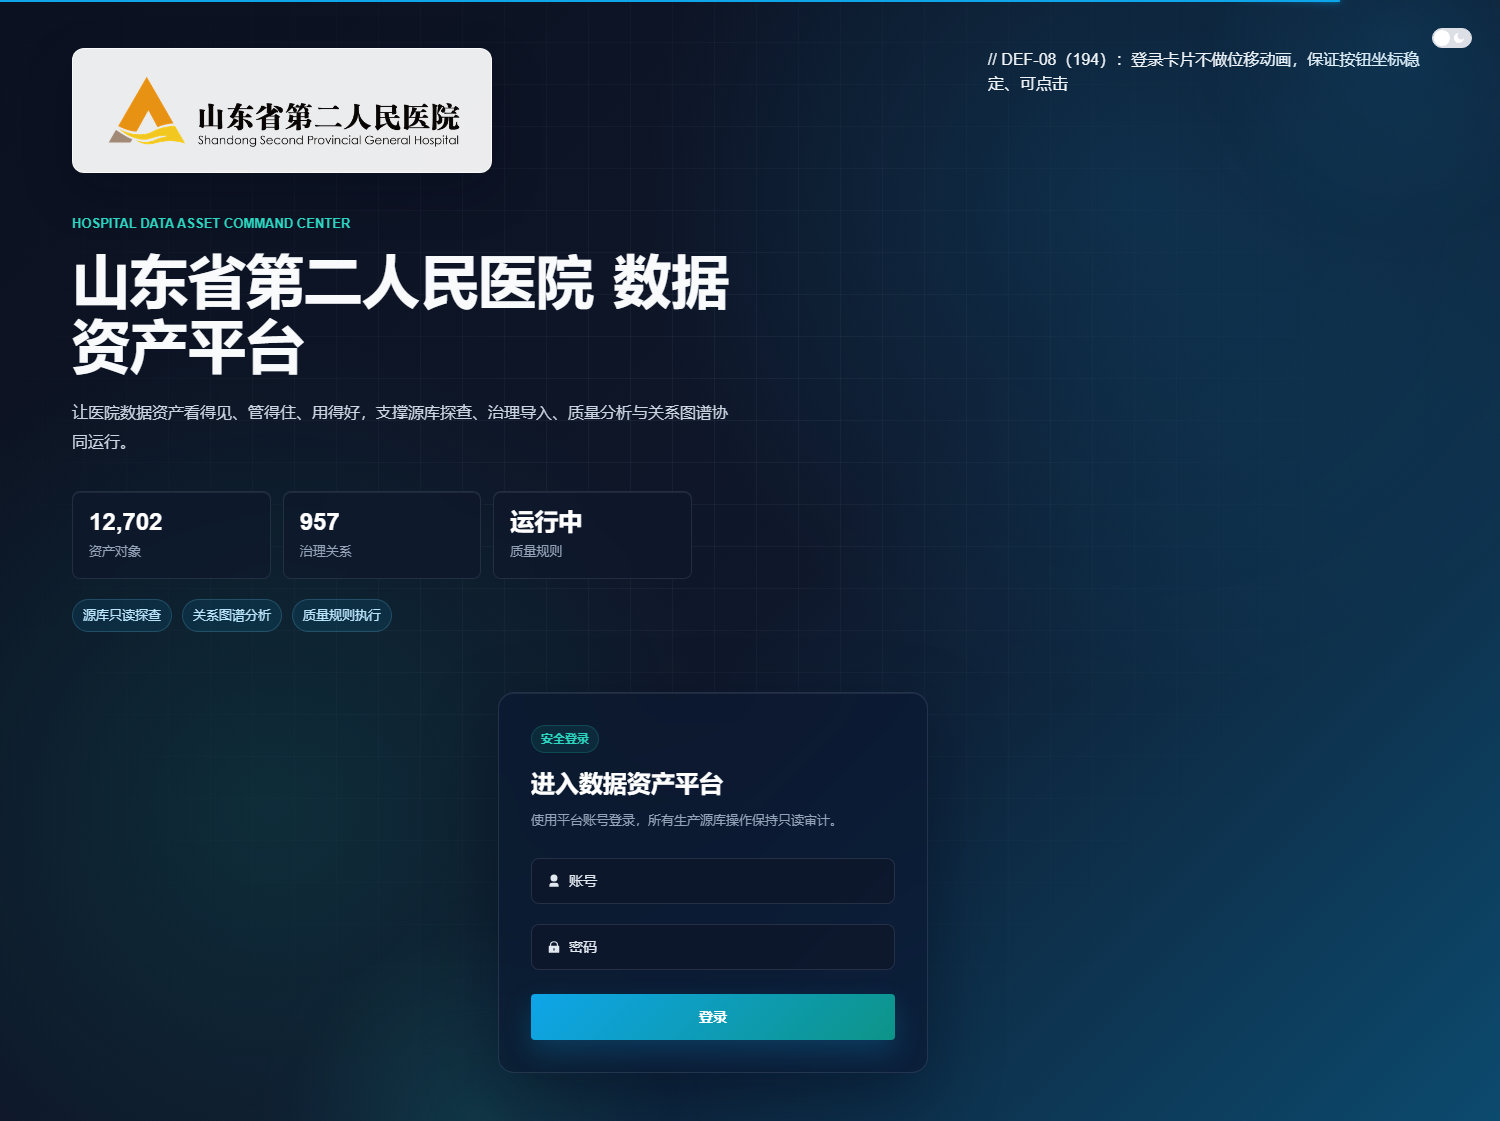 山东省第二人民医院
Shandong Second Provincial General Hospital
// DEF-08（194）：登录卡片不做位移动画，保证按钮坐标稳
定、可点击
HOSPITAL DATA ASSET COMMAND CENTER
山东省第二人民医院 数据
资产平台
让医院数据资产看得见、管得住、用得好，支撑源库探查、治理导入、质量分析与关系图谱协
同运行。
12,702
资产对象
957
治理关系
运行中
质量规则
源库只读探查
关系图谱分析
质量规则执行
安全登录
进入数据资产平台
使用平台账号登录，所有生产源库操作保持只读审计。
账号
密码
登录